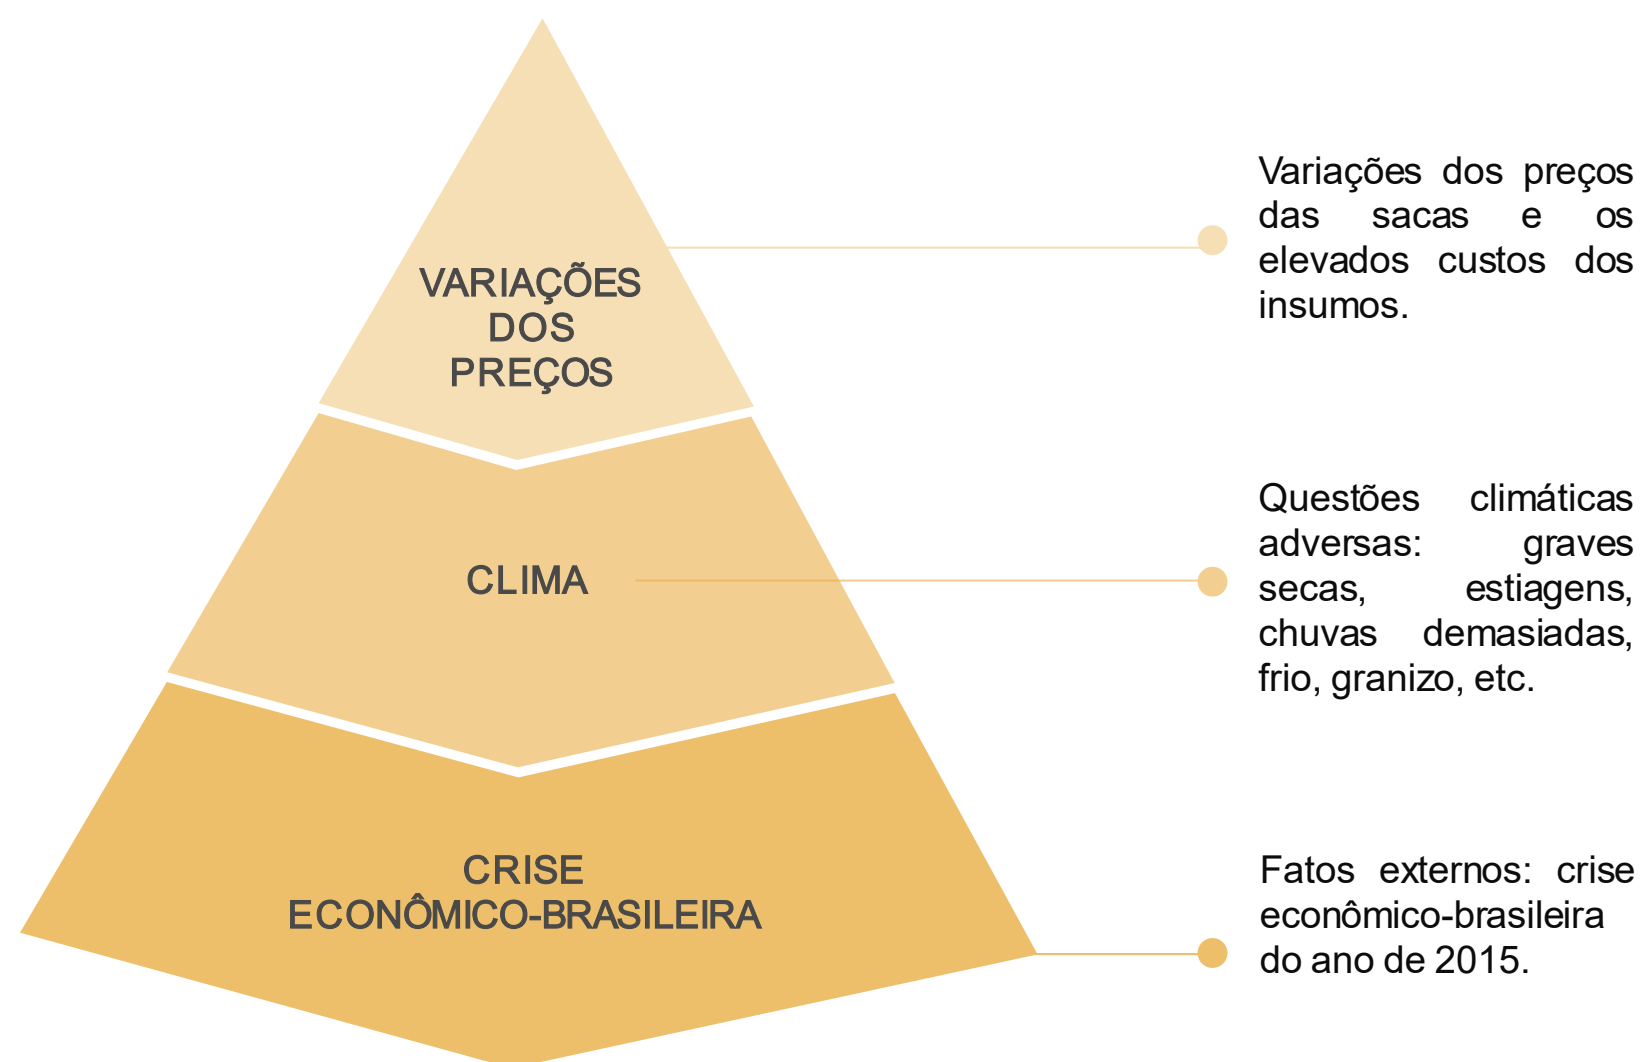 VARIAÇÕES
DOS
PREÇOS
Variações dos preços
das sacas e os
elevados custos dos
insumos.
CLIMA
Questões climáticas
adversas: graves
secas, estiagens,
chuvas demasiadas,
frio, granizo, etc.
CRISE
ECONÔMICO-BRASILEIRA
Fatos externos: crise
econômico-brasileira
do ano de 2015.